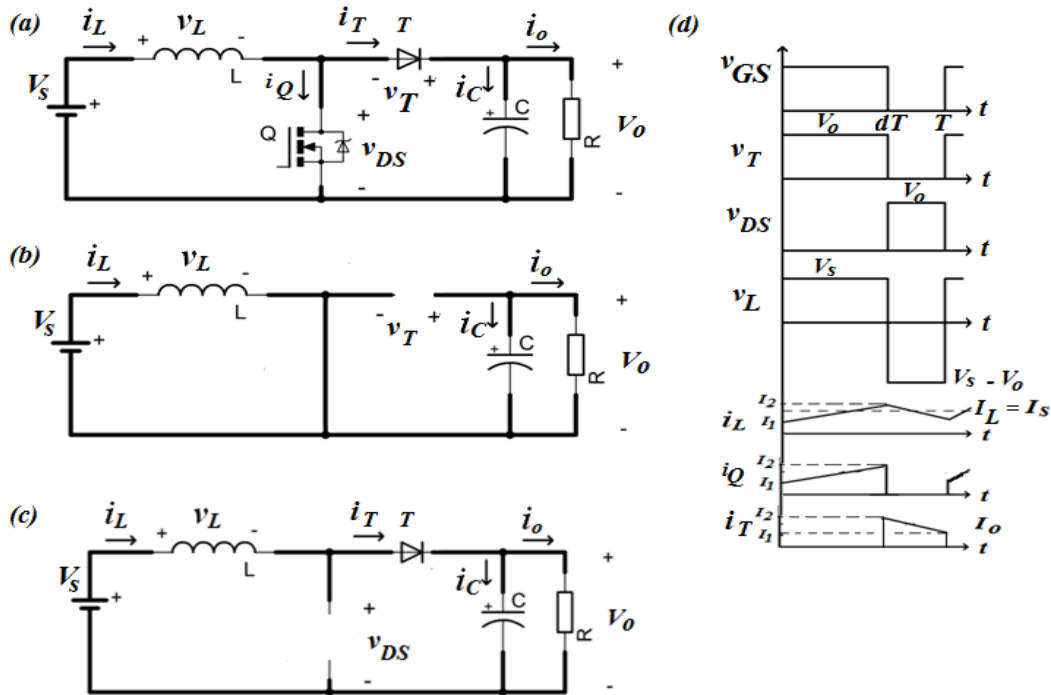 (a)
i_L
v_L
i_T
T
i_o
+
-
L
i_Q
-
v_T
+
i_C
C
+
+
V_s
+
Q
+
v_DS
-
R
V_o
-
(b)
i_L
v_L
i_o
+
-
L
-
v_T
+
i_C
C
+
+
V_s
+
R
V_o
-
(c)
i_L
v_L
i_T
T
i_o
+
-
L
i_C
C
+
+
V_s
+
+
v_DS
-
R
V_o
-
(d)
v_GS
t
V_o
dT
T
v_T
t
V_o
v_DS
t
V_s
v_L
t
V_s - V_o
I_2
I_L = I_s
i_L
I_1
t
I_2
i_Q
I_1
t
I_2
I_o
i_T
I_1
t